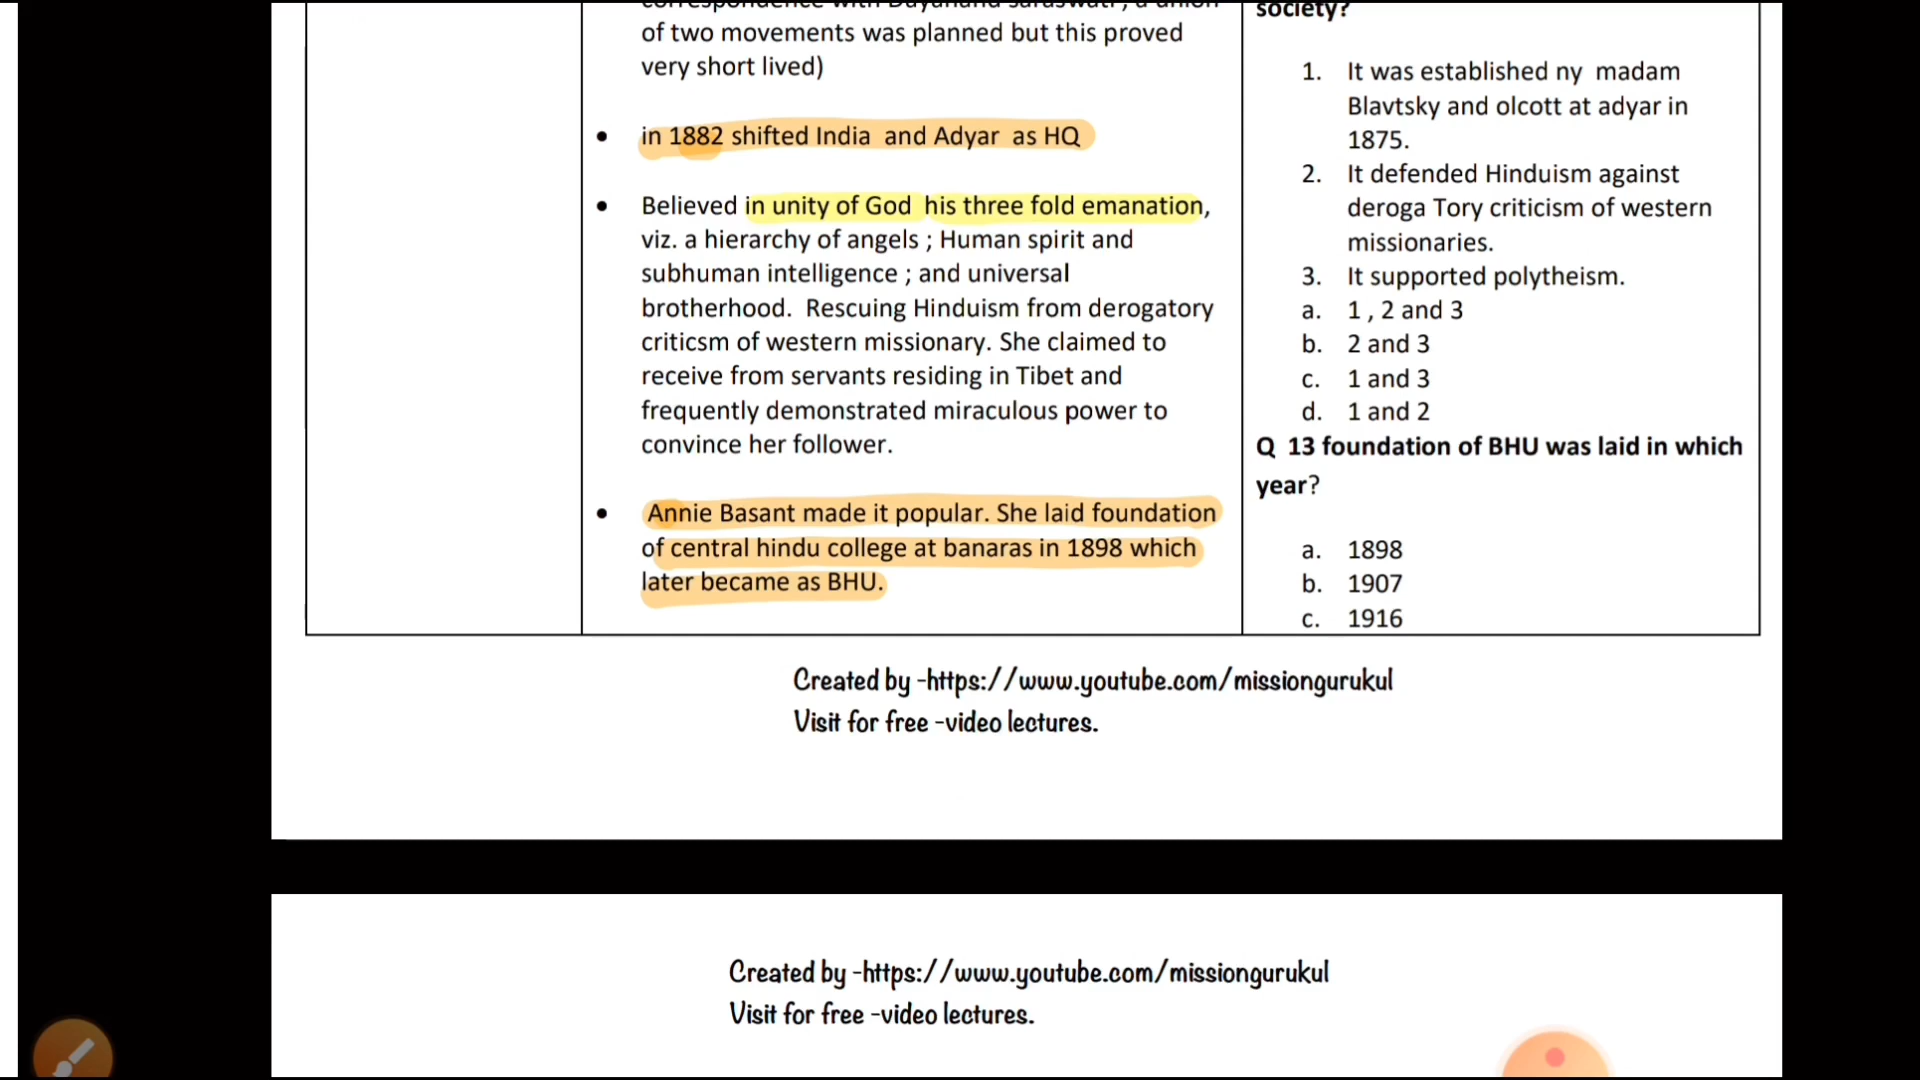 correspondence with Dayanand saraswati , a union
of two movements was planned but this proved
very short lived)
• in 1882 shifted India and Adyar as HQ
• Believed in unity of God his three fold emanation,
viz. a hierarchy of angels ; Human spirit and
subhuman intelligence ; and universal
brotherhood. Rescuing Hinduism from derogatory
criticsm of western missionary. She claimed to
receive from servants residing in Tibet and
frequently demonstrated miraculous power to
convince her follower.
• Annie Basant made it popular. She laid foundation
of central hindu college at banaras in 1898 which
later became as BHU.
society?
1. It was established ny madam
Blavtsky and olcott at adyar in
1875.
2. It defended Hinduism against
deroga Tory criticism of western
missionaries.
3. It supported polytheism.
a. 1 , 2 and 3
b. 2 and 3
c. 1 and 3
d. 1 and 2
Q 13 foundation of BHU was laid in which
year?
a. 1898
b. 1907
c. 1916
Created by -https://www.youtube.com/missiongurukul
Visit for free -video lectures.
Created by -https://www.youtube.com/missiongurukul
Visit for free -video lectures.